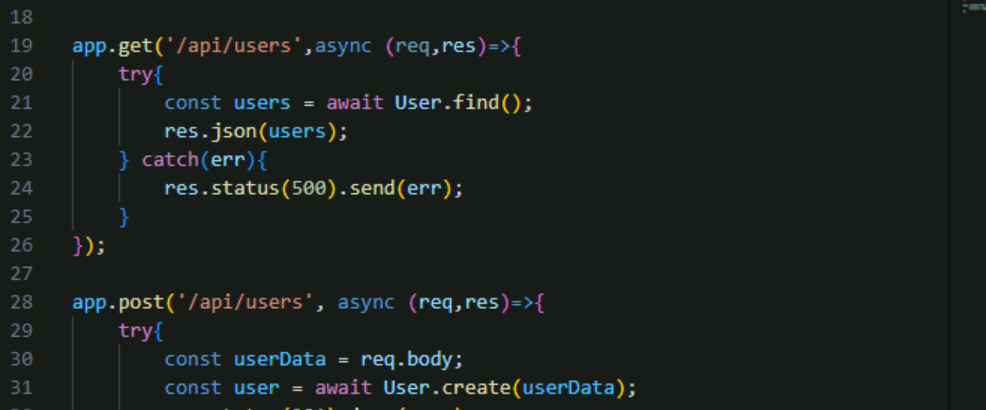 18
19 app.get('/api/users',async (req,res)=>{
20 try{
21 const users = await User.find();
22 res.json(users);
23 } catch(err){
24 res.status(500).send(err);
25 }
26 });
27
28 app.post('/api/users', async (req,res)=>{
29 try{
30 const userData = req.body;
31 const user = await User.create(userData);